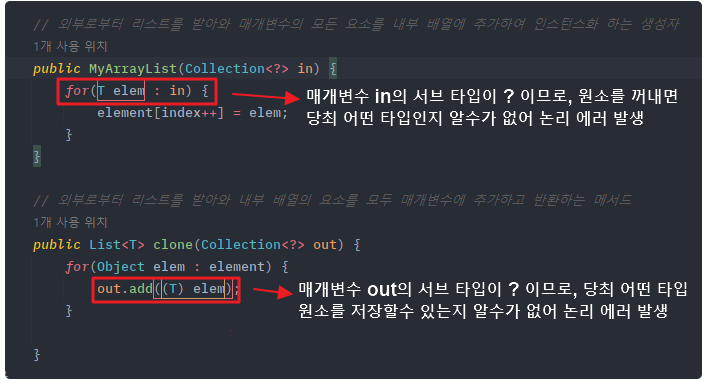 // 외부로부터 리스트를 받아와 매개변수의 모든 요소를 내부 배열에 추가하여 인스턴스화 하는 생성자
1개 사용 위치
public MyArrayList(Collection<?> in) {
for(T elem : in) {
element[index++] = elem;
}
}
매개변수 in의 서브 타입이 ? 이므로, 원소를 꺼내면
당최 어떤 타입인지 알수가 없어 논리 에러 발생
// 외부로부터 리스트를 받아와 내부 배열의 요소를 모두 매개변수에 추가하고 반환하는 메서드
1개 사용 위치
public List<T> clone(Collection<?> out) {
for(Object elem : element) {
out.add((T) elem);
}
}
매개변수 out의 서브 타입이 ? 이므로, 당최 어떤 타입
원소를 저장할수 있는지 알수가 없어 논리 에러 발생